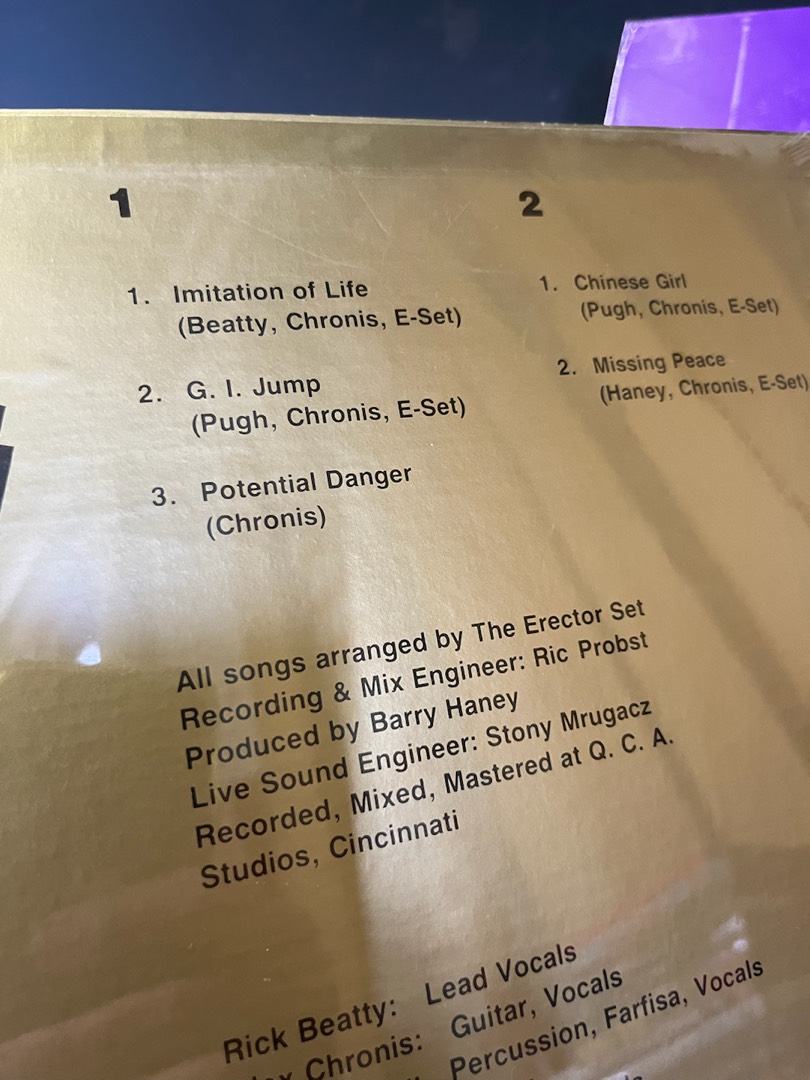 1
1. Imitation of Life
(Beatty, Chronis, E-Set)
2. G. I. Jump
(Pugh, Chronis, E-Set)
3. Potential Danger
(Chronis)
2
1. Chinese Girl
(Pugh, Chronis, E-Set)
2. Missing Peace
(Haney, Chronis, E-Set)
All songs arranged by The Erector Set
Recording & Mix Engineer: Ric Probst
Produced by Barry Haney
Live Sound Engineer: Stony Mrugacz
Recorded, Mixed, Mastered at Q. C. A.
Studios, Cincinnati
Rick Beatty: Lead Vocals
Chronis: Guitar, Vocals
Percussion, Farfisa, Vocals